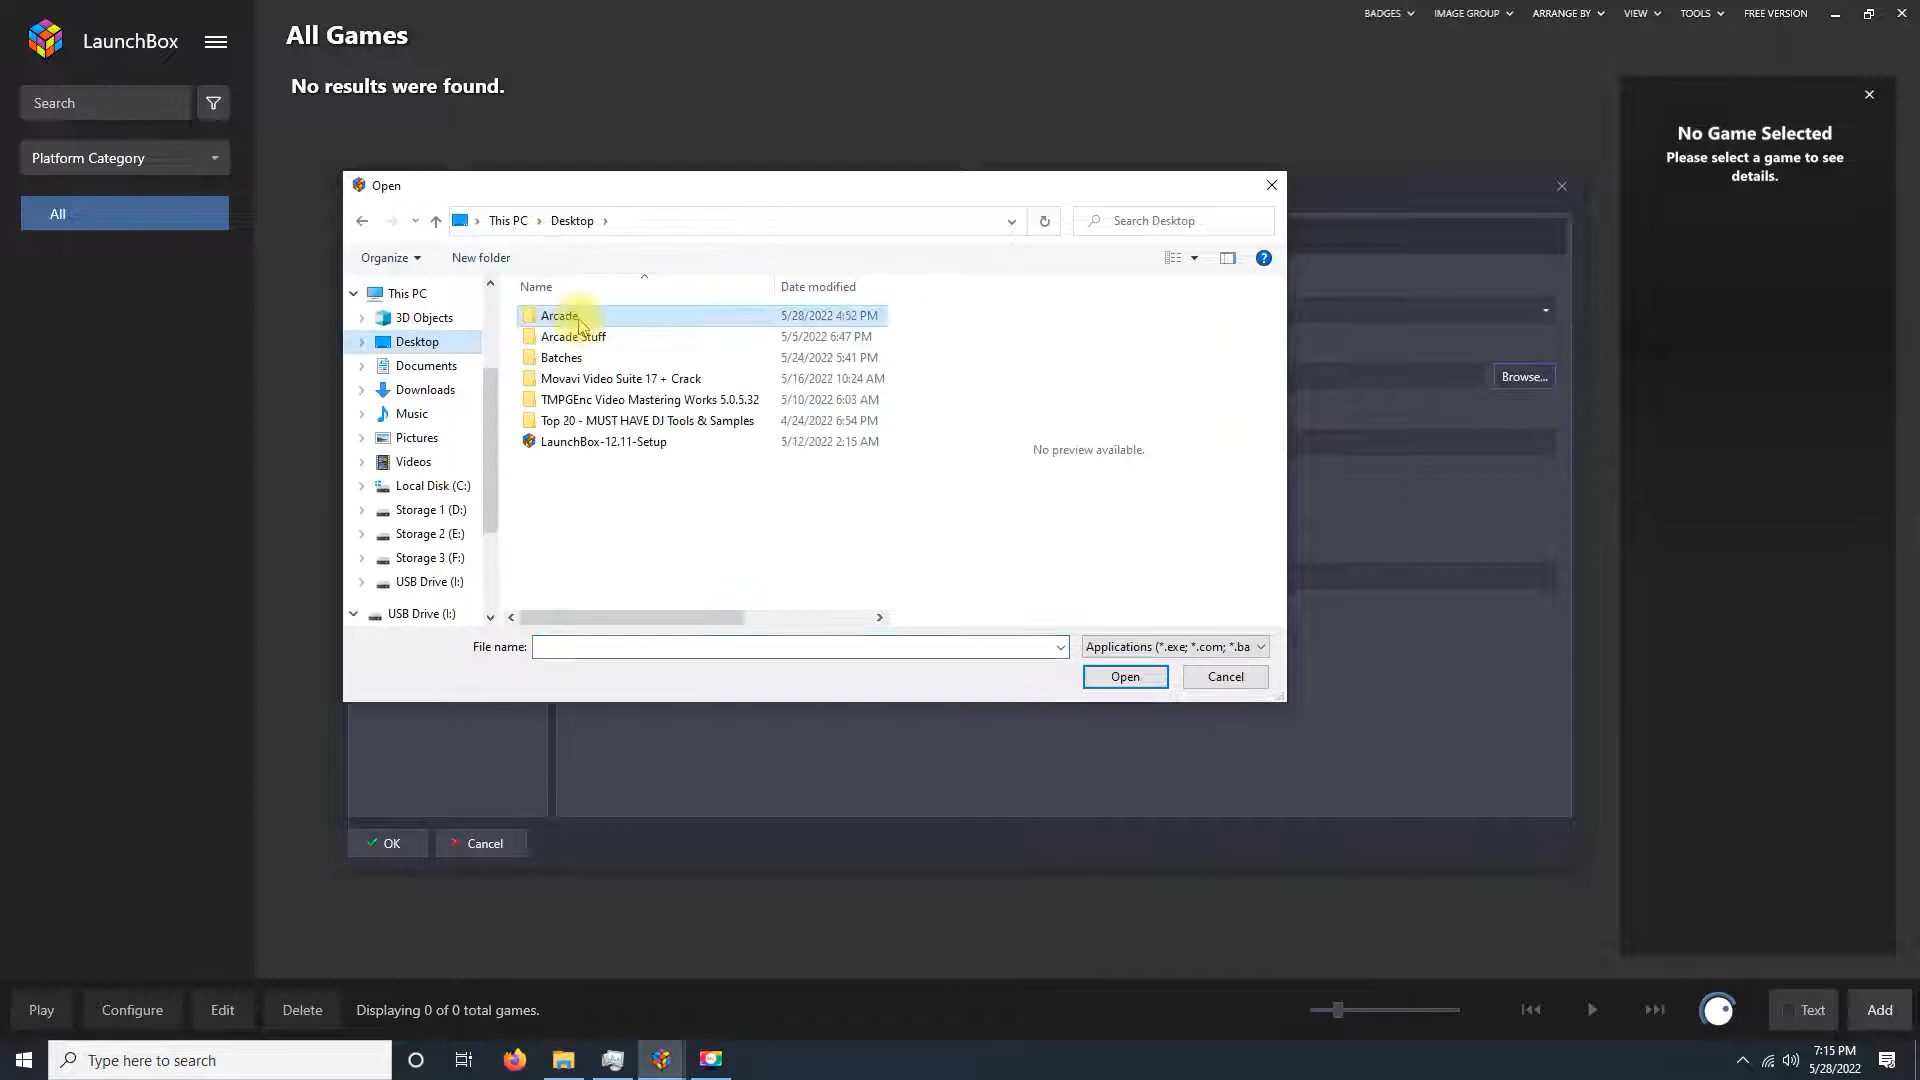 LaunchBox
BADGES
IMAGE GROUP
ARRANGE BY
VIEW
TOOLS
FREE VERSION
All Games
No results were found.
Search
Platform Category
All
No Game Selected
Please select a game to see
details.
Open
This PC
Desktop
Search Desktop
Organize
New folder
This PC
3D Objects
Desktop
Documents
Downloads
Music
Pictures
Videos
Local Disk (C:)
Storage 1 (D:)
Storage 2 (E:)
Storage 3 (F:)
USB Drive (I:)
USB Drive (I:)
Name
Date modified
Arcade
5/28/2022 4:52 PM
Arcade Stuff
5/5/2022 6:47 PM
Batches
5/24/2022 5:41 PM
Movavi Video Suite 17 + Crack
5/16/2022 10:24 AM
TMPGEnc Video Mastering Works 5.0.5.32
5/10/2022 6:03 AM
Top 20 - MUST HAVE DJ Tools & Samples
4/24/2022 6:54 PM
LaunchBox-12.11-Setup
5/12/2022 2:15 AM
No preview available.
Browse...
File name:
Applications (*.exe; *.com; *.ba
Open
Cancel
OK
Cancel
Play
Configure
Edit
Delete
Displaying 0 of 0 total games.
Text
Add
Type here to search
7:15 PM
5/28/2022